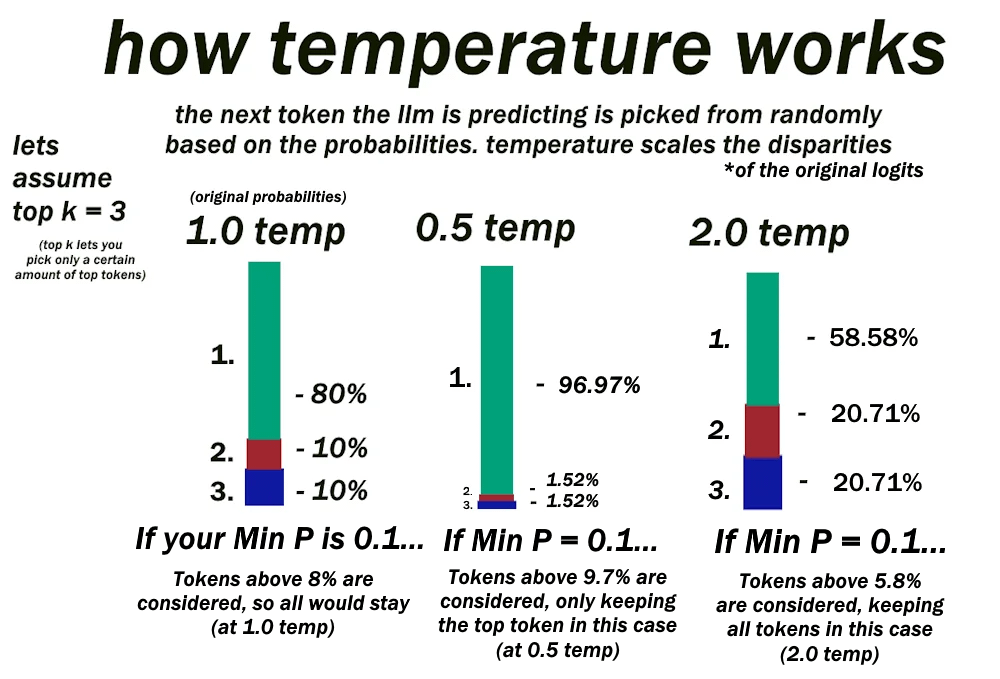 how temperature works
the next token the llm is predicting is picked from randomly
based on the probabilities. temperature scales the disparities
*of the original logits
lets
assume
top k = 3
(top k lets you
pick only a certain
amount of top tokens)
(original probabilities)
1.0 temp
1.
- 80%
2.
- 10%
3.
- 10%
If your Min P is 0.1...
Tokens above 8% are
considered, so all would stay
(at 1.0 temp)
0.5 temp
1.
- 96.97%
2.
- 1.52%
3.
- 1.52%
If Min P = 0.1...
Tokens above 9.7% are
considered, only keeping
the top token in this case
(at 0.5 temp)
2.0 temp
1.
- 58.58%
2.
- 20.71%
3.
- 20.71%
If Min P = 0.1...
Tokens above 5.8%
are considered, keeping
all tokens in this case
(2.0 temp)